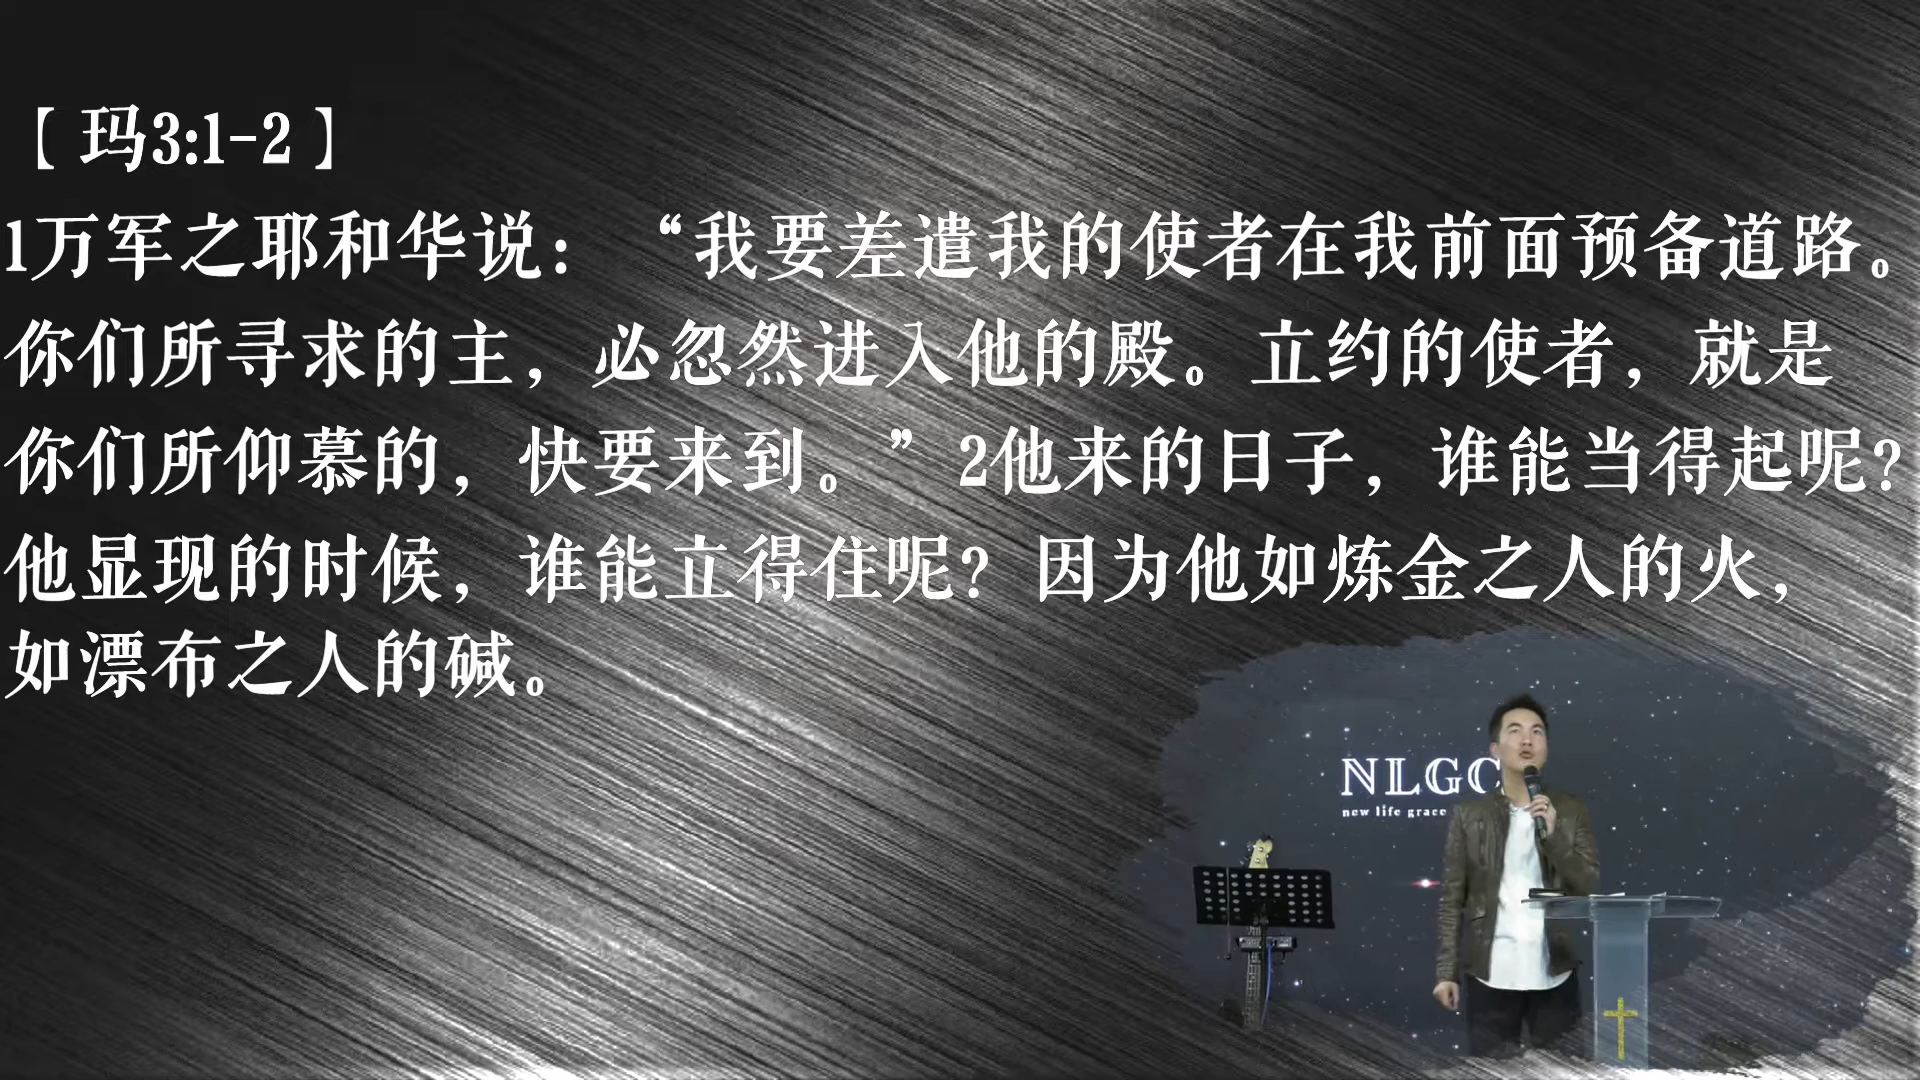 【 玛3:1-2 】
1万军之耶和华说：“我要差遣我的使者在我前面预备道路。
你们所寻求的主，必忽然进入他的殿。立约的使者，就是
你们所仰慕的，快要来到。”2他来的日子，谁能当得起呢?
他显现的时候，谁能立得住呢? 因为他如炼金之人的火，
如漂布之人的碱。
NLGC
new life grace